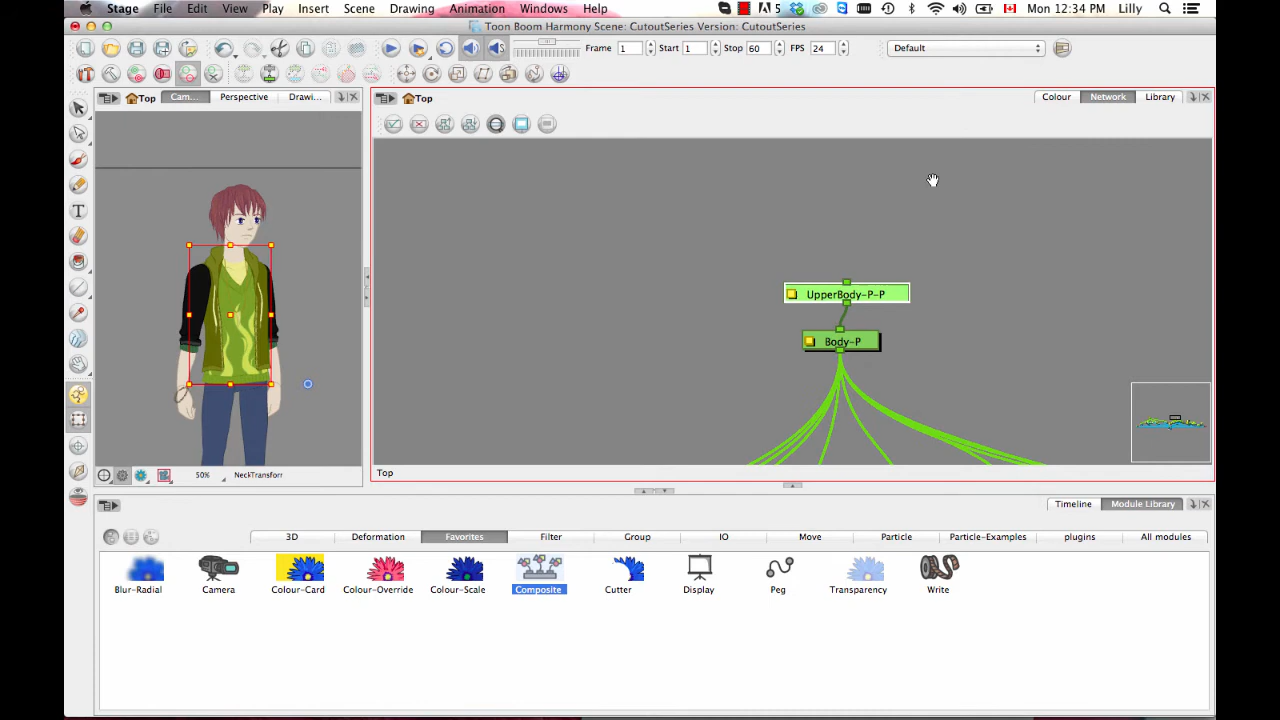 Stage File Edit View Play Insert Scene Drawing Animation Windows Help 5 Mon 12:34 PM Lilly
Toon Boom Harmony Scene: CutoutSeries Version: CutoutSeries
Frame 1 Start 1 Stop 60 FPS 24 Default
Top Cam... Perspective Drawi... Top Colour Network Library
UpperBody-P-P
Body-P
50% NeckTransforr Top
Timeline Module Library
3D Deformation Favorites Filter Group IO Move Particle Particle-Examples plugins All modules
Blur-Radial Camera Colour-Card Colour-Override Colour-Scale Composite Cutter Display Peg Transparency Write